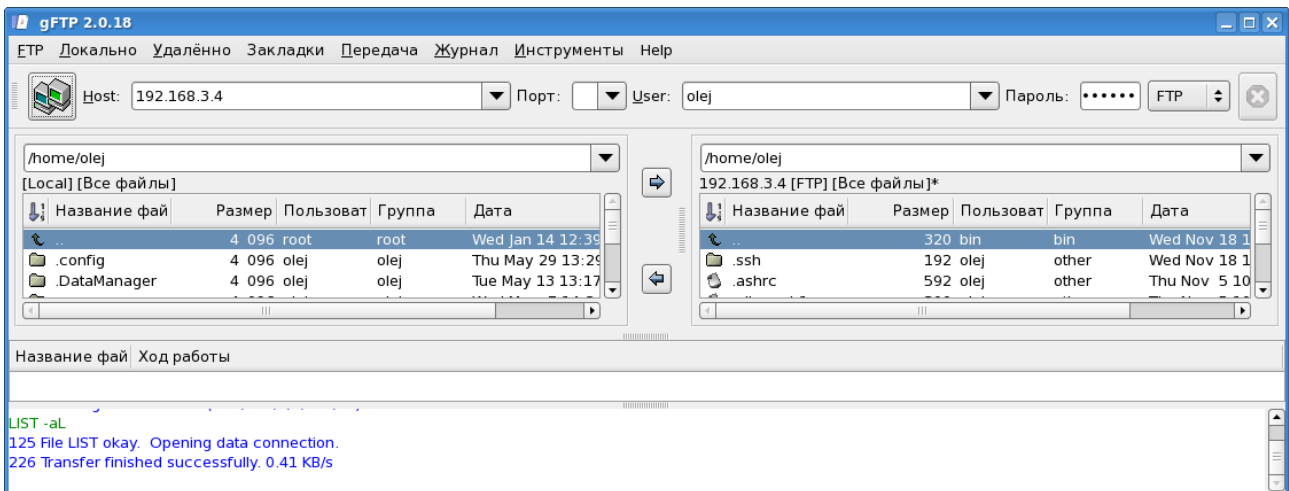 gFTP 2.0.18
FTP Локально Удалённо Закладки Передача Журнал Инструменты Help
Host: 192.168.3.4 Порт: User: olej Пароль: •••••• FTP
/home/olej
[Local] [Все файлы]
Название фай Размер Пользоват Группа Дата
.. 4 096 root root Wed Jan 14 12:39
.config 4 096 olej olej Thu May 29 13:29
.DataManager 4 096 olej olej Tue May 13 13:17
/home/olej
192.168.3.4 [FTP] [Все файлы]*
Название фай Размер Пользоват Группа Дата
.. 320 bin bin Wed Nov 18 1
.ssh 192 olej other Wed Nov 18 1
.ashrc 592 olej other Thu Nov 5 10
Название фай Ход работы
LIST -aL
125 File LIST okay. Opening data connection.
226 Transfer finished successfully. 0.41 KB/s